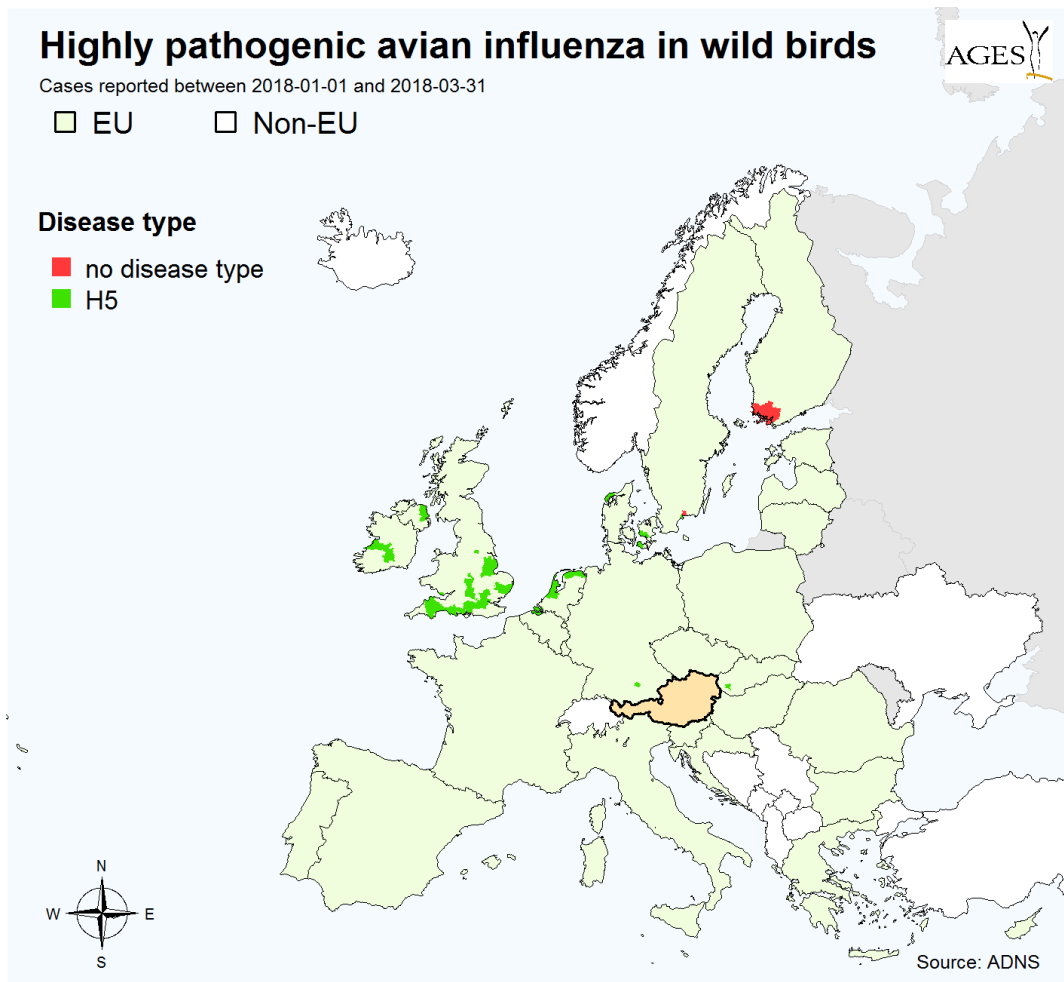 Highly pathogenic avian influenza in wild birds
Cases reported between 2018-01-01 and 2018-03-31
AGES
EU Non-EU
Disease type
no disease type
H5
N
W E
S
Source: ADNS